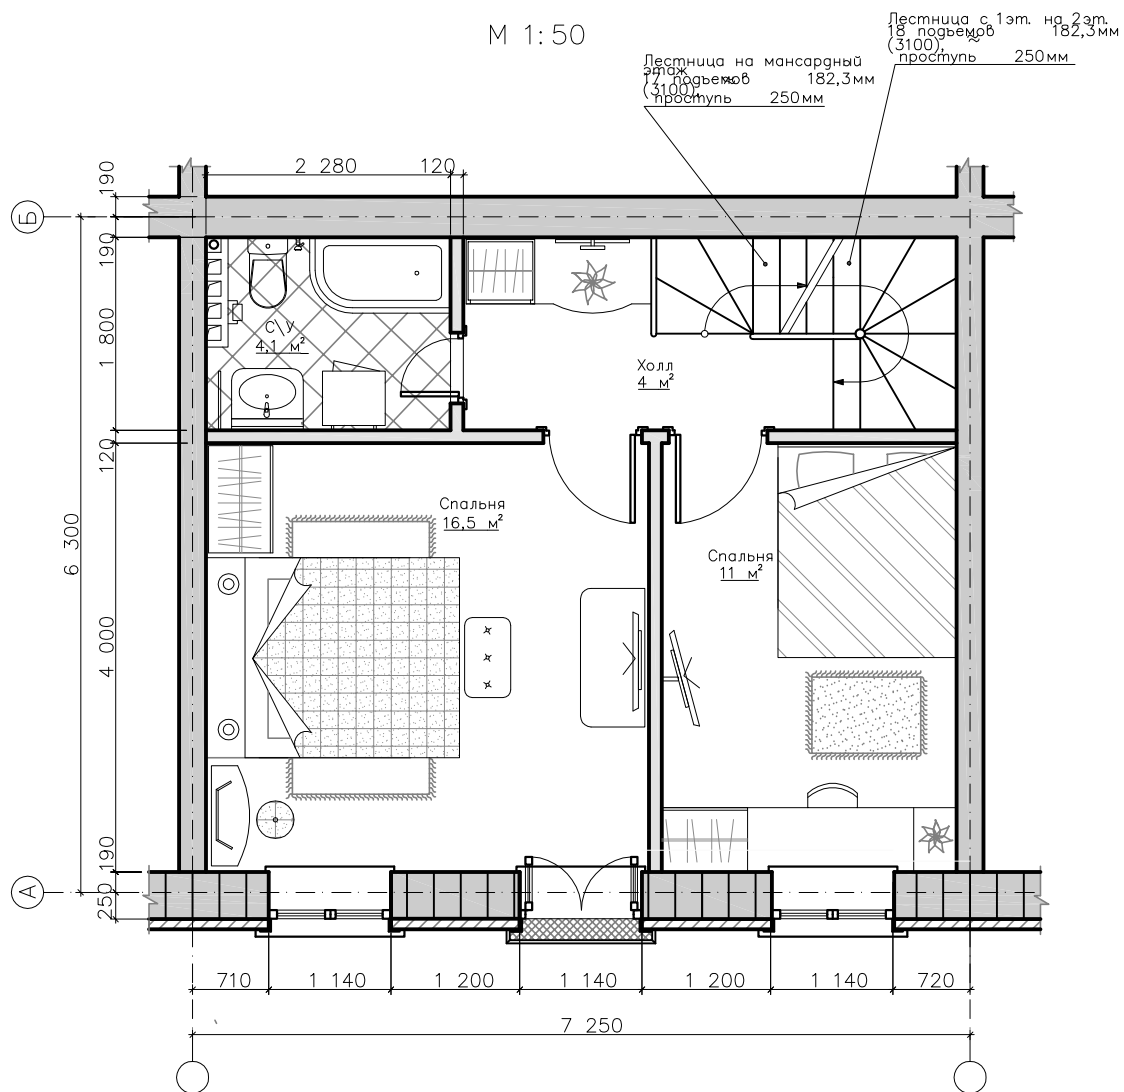 М 1:50
Лестница с 1эт. на 2эт.
18 подъемов ≈ 182,3мм
(3100),
проступь 250мм
Лестница на мансардный
этаж
17 подъемов ≈ 182,3мм
(3100),
проступь 250мм
2 280 120
190
Б
190
С\У
4,1 м²
1 800
Холл
4 м²
120
Спальня
16,5 м²
Спальня
11 м²
6 300
4 000
190
А
250
710 1 140 1 200 1 140 1 200 1 140 720
7 250